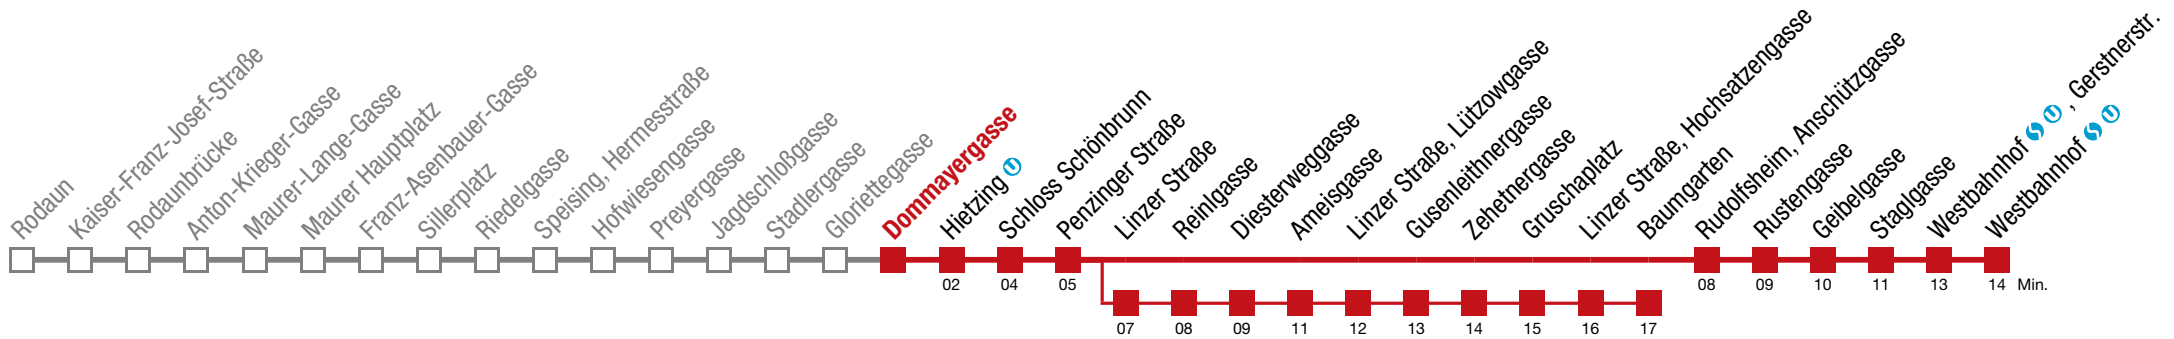 Rodaun
Kaiser-Franz-Josef-Straße
Rodaunbrücke
Anton-Krieger-Gasse
Maurer-Lange-Gasse
Maurer Hauptplatz
Franz-Asenbauer-Gasse
Sillerplatz
Riedelgasse
Speising, Hermesstraße
Hofwiesengasse
Preyergasse
Jagdschloßgasse
Stadlergasse
Gloriettegasse
Dommayergasse
Hietzing U
Schloss Schönbrunn
Penzinger Straße
Linzer Straße
Reinlgasse
Diesterweggasse
Ameisgasse
Linzer Straße, Lützowgasse
Gusenleithnergasse
Zehetnergasse
Gruschaplatz
Linzer Straße, Hochsatzengasse
Baumgarten
Rudolfsheim, Anschützgasse
Rustengasse
Geibelgasse
Staglgasse
Westbahnhof S U, Gerstnerstr.
Westbahnhof S U
02 04 05 08 09 10 11 13 14 Min.
07 08 09 11 12 13 14 15 16 17